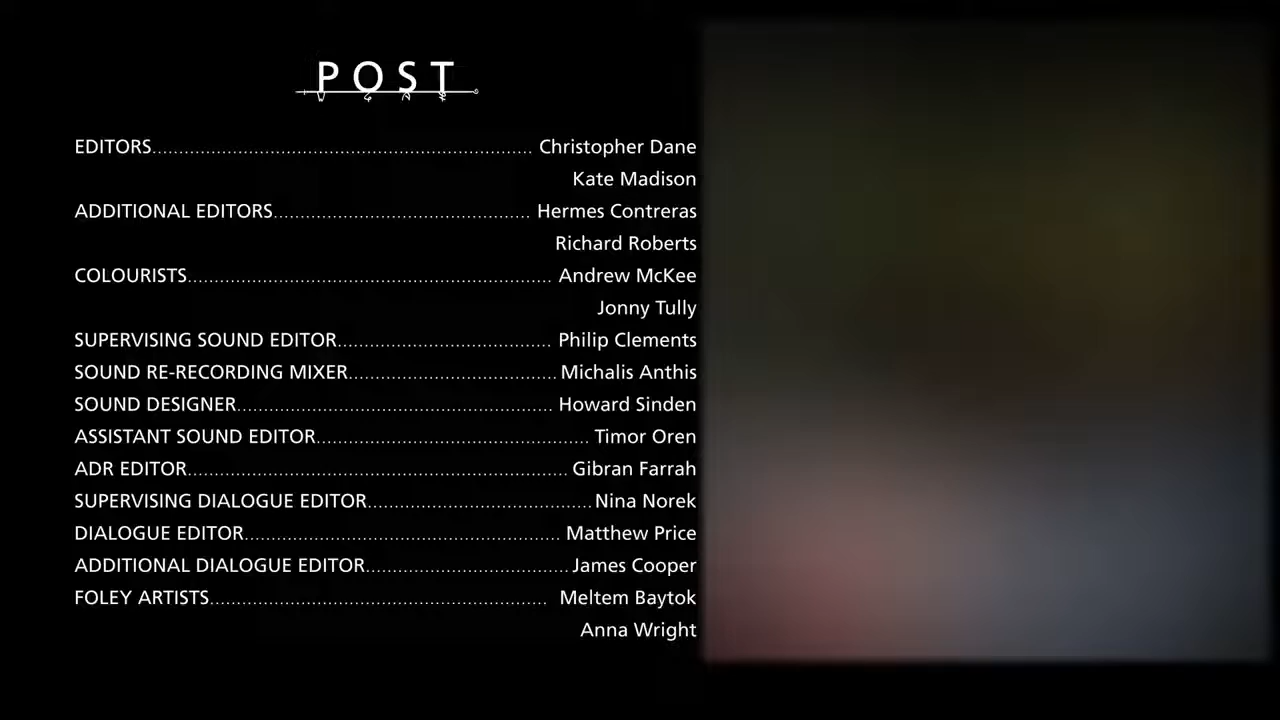 POST
EDITORS................................................................ Christopher Dane
Kate Madison
ADDITIONAL EDITORS........................................... Hermes Contreras
Richard Roberts
COLOURISTS............................................................. Andrew McKee
Jonny Tully
SUPERVISING SOUND EDITOR.................................... Philip Clements
SOUND RE-RECORDING MIXER................................... Michalis Anthis
SOUND DESIGNER..................................................... Howard Sinden
ASSISTANT SOUND EDITOR.............................................. Timor Oren
ADR EDITOR................................................................ Gibran Farrah
SUPERVISING DIALOGUE EDITOR...................................... Nina Norek
DIALOGUE EDITOR..................................................... Matthew Price
ADDITIONAL DIALOGUE EDITOR.................................. James Cooper
FOLEY ARTISTS......................................................... Meltem Baytok
Anna Wright